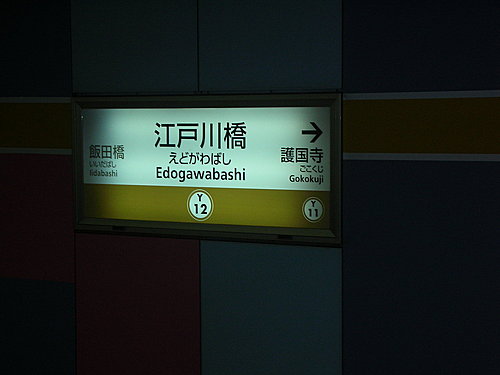 江戸川橋
えどがわばし
Edogawabashi
飯田橋
いいだばし
Iidabashi
→
護国寺
ごこくじ
Gokokuji
Y
12
Y
11